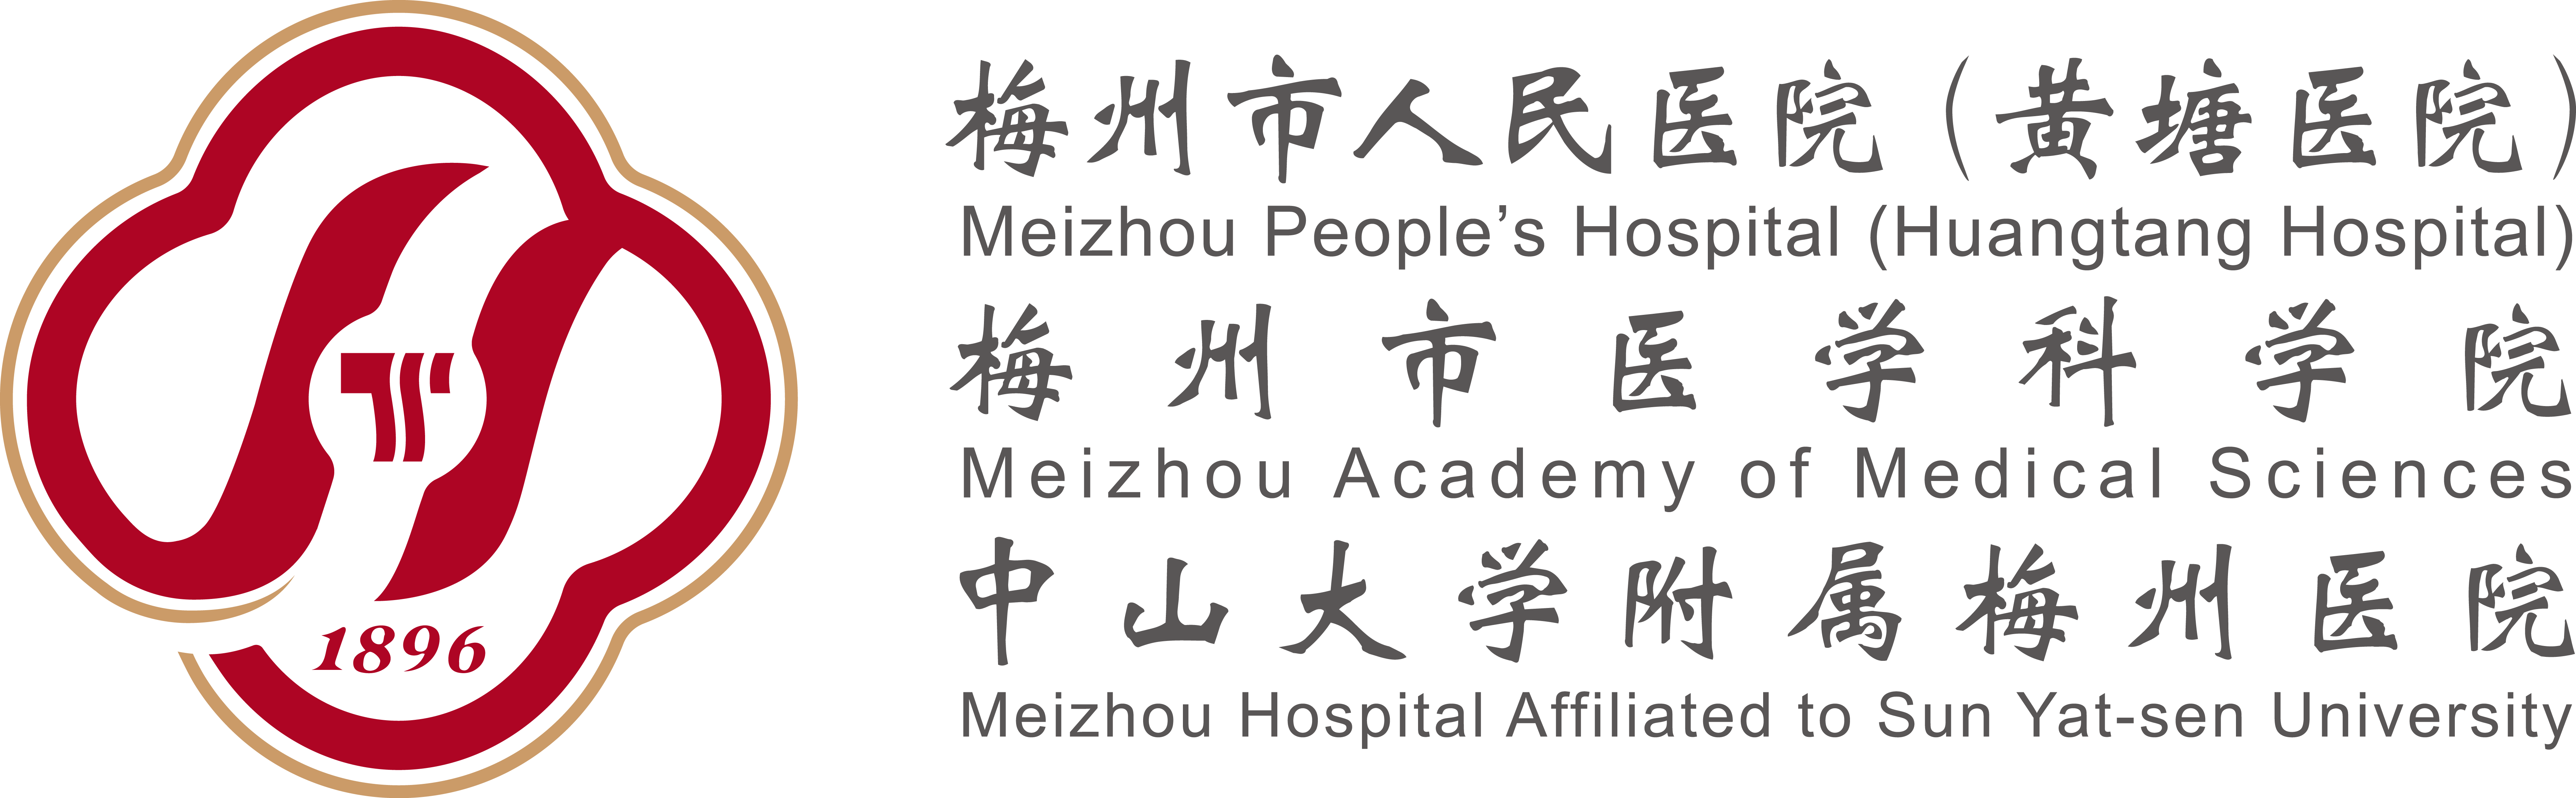 1896
梅州市人民医院（黄塘医院）
Meizhou People’s Hospital (Huangtang Hospital)
梅州市医学科学院
Meizhou Academy of Medical Sciences
中山大学附属梅州医院
Meizhou Hospital Affiliated to Sun Yat-sen University